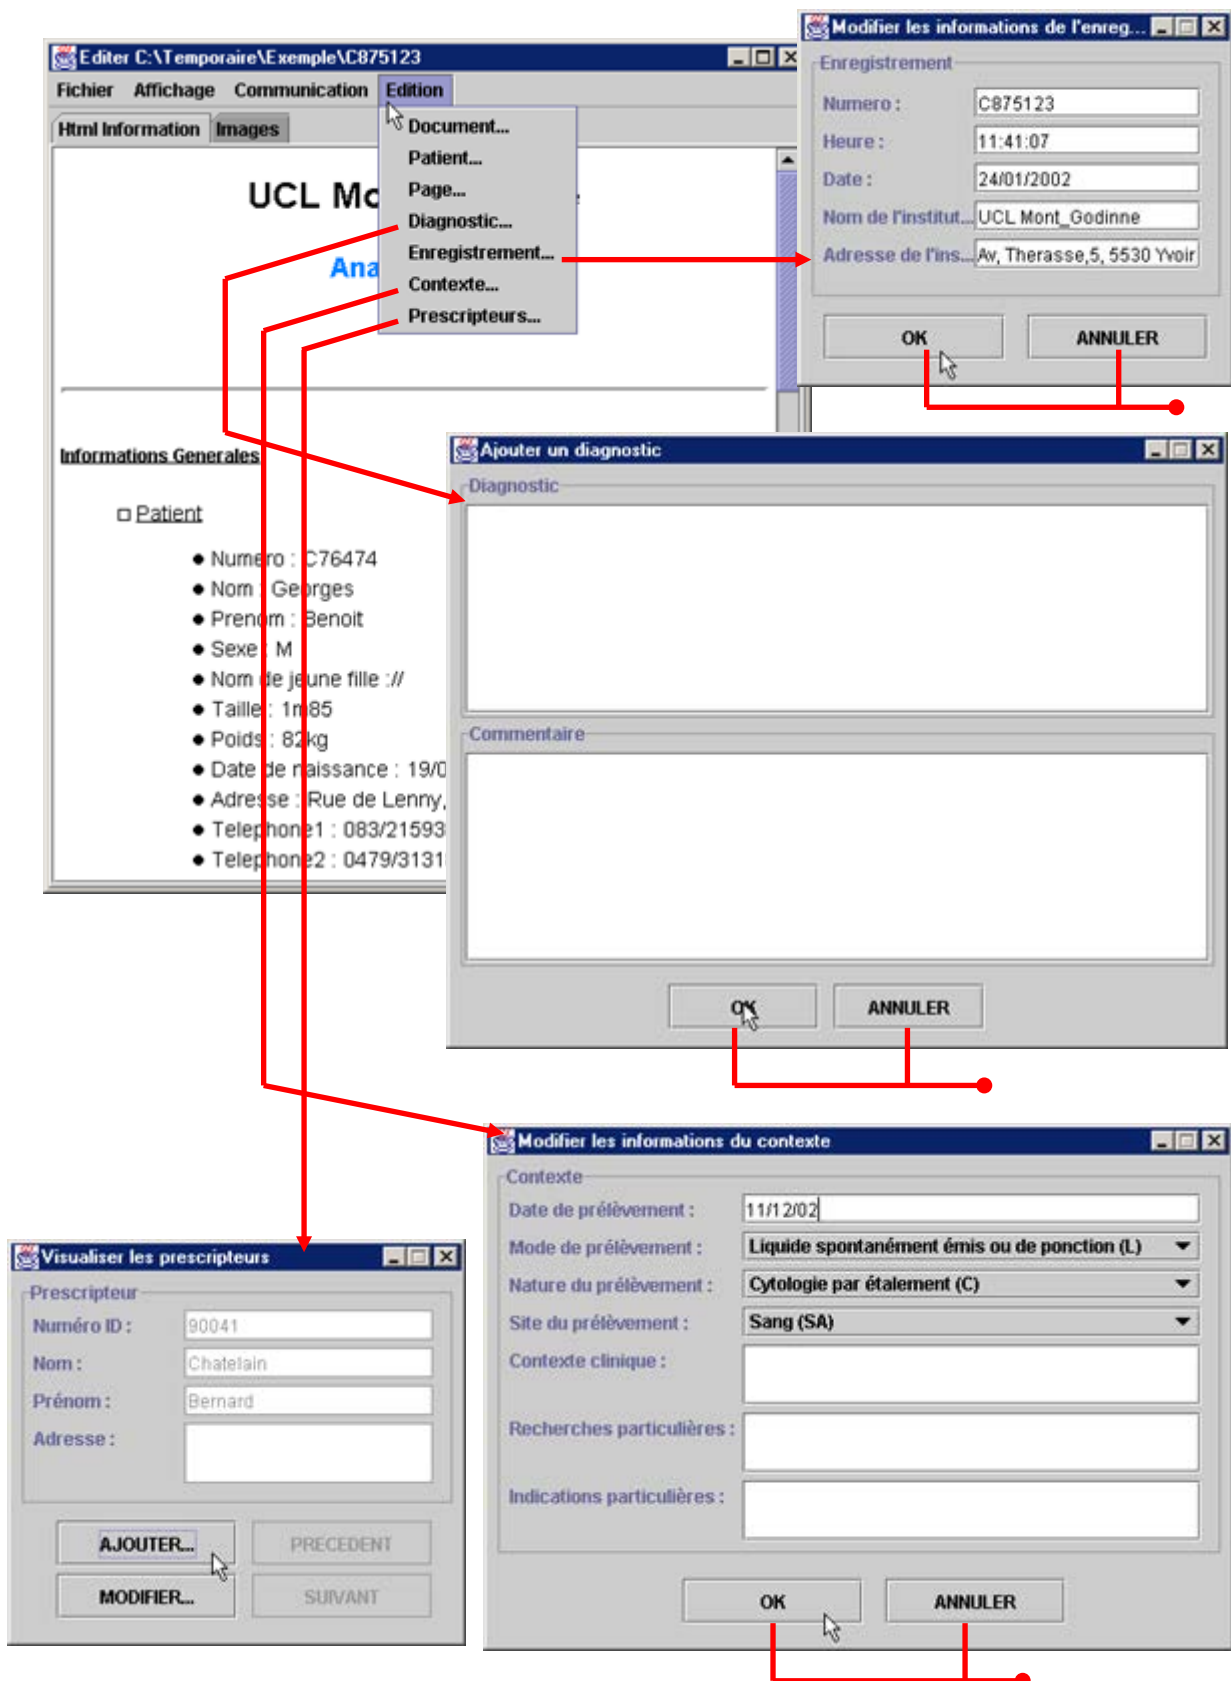 Editer C:\Temporaire\Exemple\C875123
Fichier Affichage Communication Edition
Html Information Images
Document...
Patient...
Page...
Diagnostic...
Enregistrement...
Contexte...
Prescripteurs...
UCL
Informations Generales
Patient
Numero : C76474
Nom : Georges
Prenom : Benoit
Sexe : M
Nom de jeune fille ://
Taille : 1m85
Poids : 82kg
Date de naissance : 19/0
Adresse : Rue de Lenny,
Telephone1 : 083/21593
Telephone2 : 0479/3131
Modifier les informations de l'enreg...
Enregistrement
Numero : C875123
Heure : 11:41:07
Date : 24/01/2002
Nom de l'institut... UCL Mont_Godinne
Adresse de l'ins... Av, Therasse,5, 5530 Yvoir
OK ANNULER
Ajouter un diagnostic
Diagnostic
Commentaire
OK ANNULER
Modifier les informations du contexte
Contexte
Date de prélèvement : 11/12/02
Mode de prélèvement : Liquide spontanément émis ou de ponction (L)
Nature du prélèvement : Cytologie par étalement (C)
Site du prélèvement : Sang (SA)
Contexte clinique :
Recherches particulières :
Indications particulières :
OK ANNULER
Visualiser les prescripteurs
Prescripteur
Numéro ID : 90041
Nom : Chatelain
Prénom : Bernard
Adresse :
AJOUTER... PRECEDENT
MODIFIER... SUIVANT